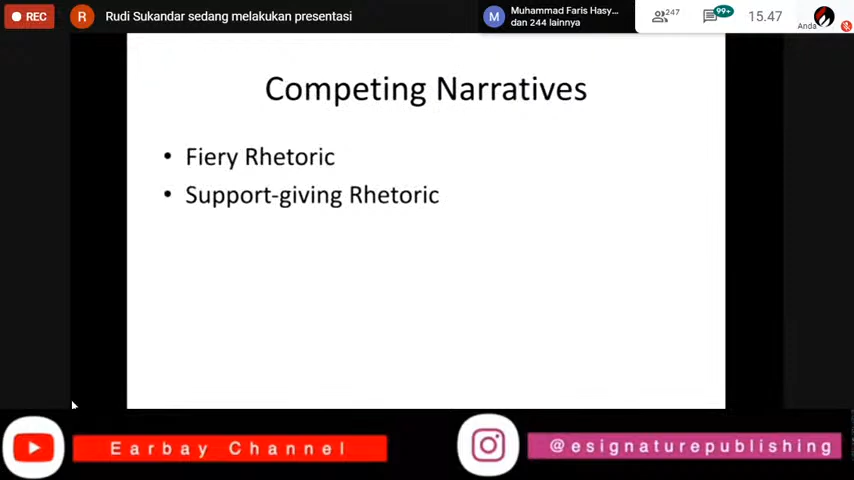 REC
R
Rudi Sukandar sedang melakukan presentasi
M
Muhammad Faris Hasy...
dan 244 lainnya
247
99+
15.47
Anda
Competing Narratives
• Fiery Rhetoric
• Support-giving Rhetoric
Earbay Channel
@esignaturepublishing